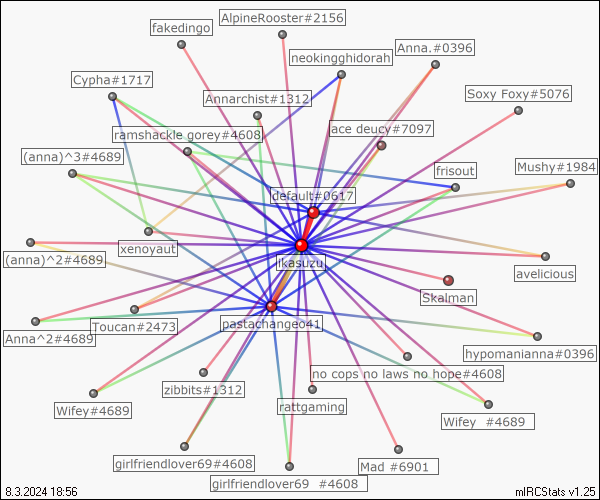 AlpineRooster#2156
fakedingo
Anna.#0396
neokingghidorah
Cypha#1717
Soxy Foxy#5076
Annarchist#1312
ace deucy#7097
ramshackle gorey#4608
(anna)^3#4689
frisout
Mushy#1984
default#0617
xenoyaut
(anna)^2#4689
ikasuzu
avelicious
Skalman
Toucan#2473
pastachangeo41
Anna^2#4689
hypomanianna#0396
no cops no laws no hope#4608
zibbits#1312
rattgaming
Wifey#4689
Wifey  #4689
girlfriendlover69#4608
Mad #6901
girlfriendlover69  #4608
8.3.2024 18:56
mIRCStats v1.25